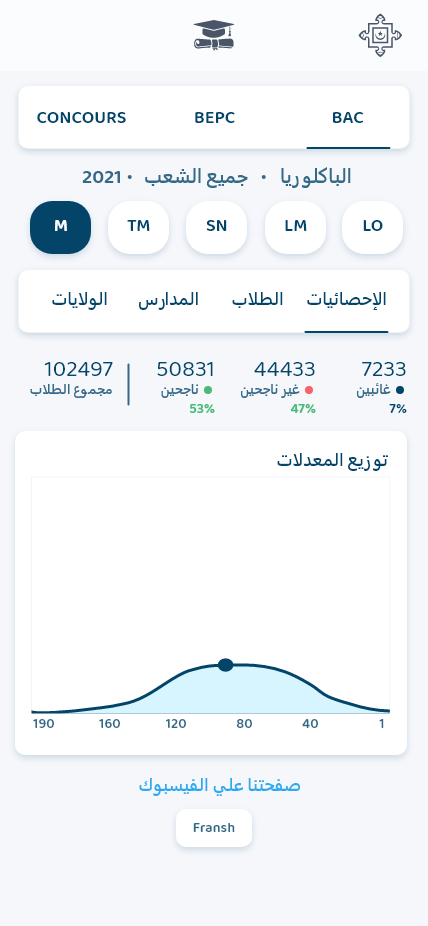 BAC BEPC CONCOURS
الباكلوريا • جميع الشعب • 2021
LO LM SN TM M
الإحصائيات الطلاب المدارس الولايات
7233 44433 50831 102497
غائبين غير ناجحين ناجحين مجموع الطلاب
7% 47% 53%
توزيع المعدلات
190 160 120 80 40 1
صفحتنا علي الفيسبوك
Fransh